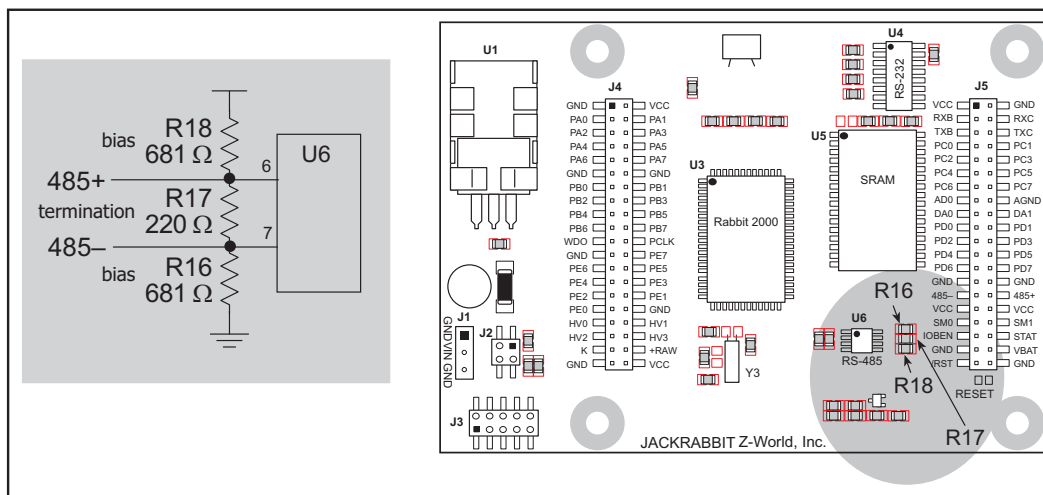 R18
bias
681 Ω
U6
6
485+
R17
termination
220 Ω
7
485–
R16
bias
681 Ω
U1
U4
RS-232
J4
J5
GND VCC
PA0 PA1
PA2 PA3
PA4 PA5
PA6 PA7
GND GND
PB0 PB1
PB2 PB3
PB4 PB5
PB6 PB7
WDO PCLK
GND PE7
PE6 PE5
PE4 PE3
PE2 PE1
PE0 GND
HV0 HV1
HV2 HV3
K +RAW
GND VCC
U3
Rabbit 2000
U5
SRAM
VCC GND
RXB RXC
TXB TXC
PC0 PC1
PC2 PC3
PC4 PC5
PC6 PC7
AD0 AGND
DA0 DA1
PD0 PD1
PD2 PD3
PD4 PD5
PD6 PD7
GND GND
485– 485+
VCC VCC
SM0 SM1
IOBEN STAT
GND VBAT
/RST GND
J1
GND VIN GND
J2
J3
Y3
U6
RS-485
R16
R18
RESET
R17
JACKRABBIT Z-World, Inc.